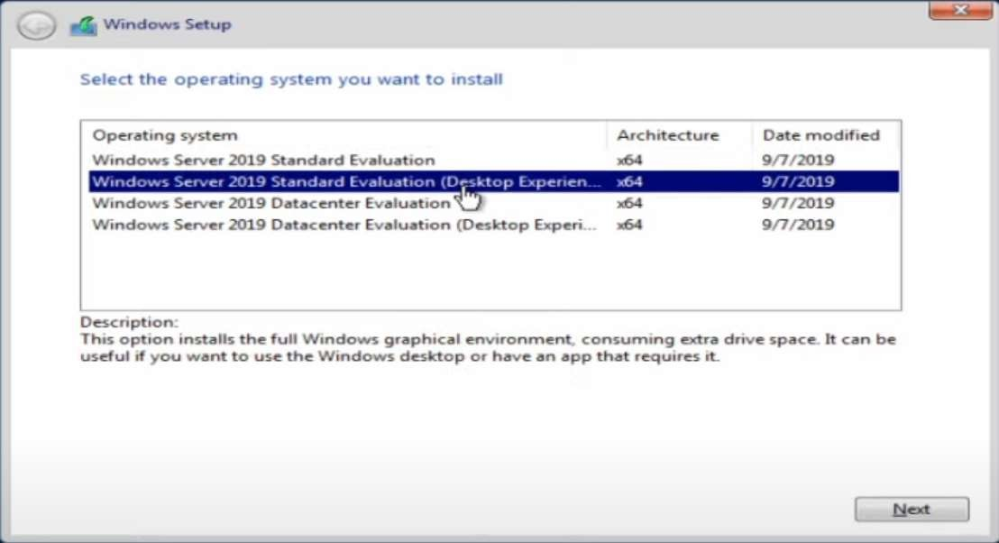 Windows Setup
Select the operating system you want to install
Operating system Architecture Date modified
Windows Server 2019 Standard Evaluation x64 9/7/2019
Windows Server 2019 Standard Evaluation (Desktop Experien... x64 9/7/2019
Windows Server 2019 Datacenter Evaluation x64 9/7/2019
Windows Server 2019 Datacenter Evaluation (Desktop Experi... x64 9/7/2019
Description:
This option installs the full Windows graphical environment, consuming extra drive space. It can be
useful if you want to use the Windows desktop or have an app that requires it.
Next